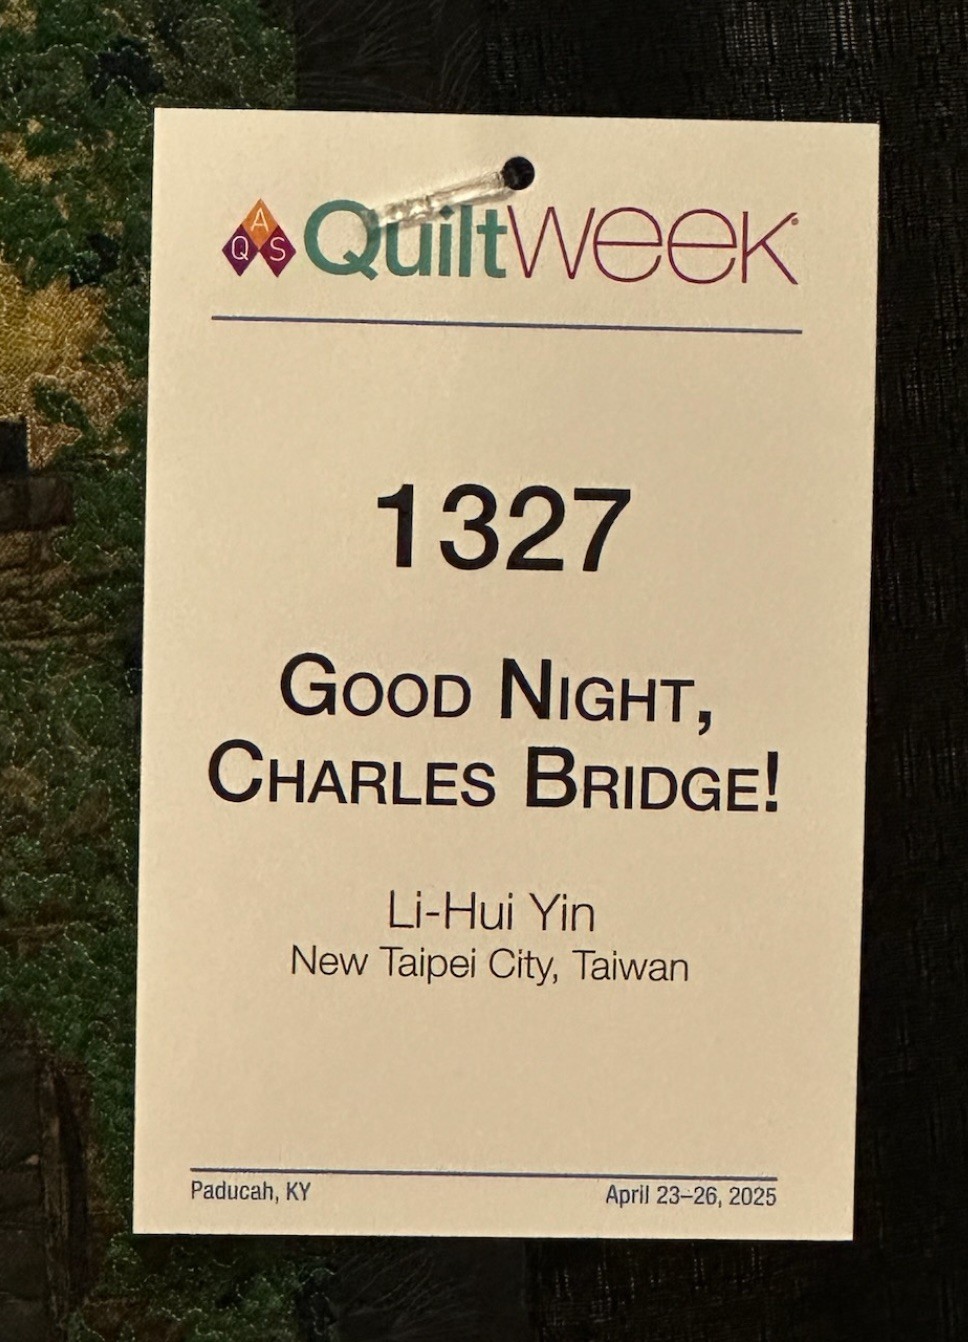 AQS QuiltWeek®
1327
Good Night,
Charles Bridge!
Li-Hui Yin
New Taipei City, Taiwan
Paducah, KY
April 23–26, 2025